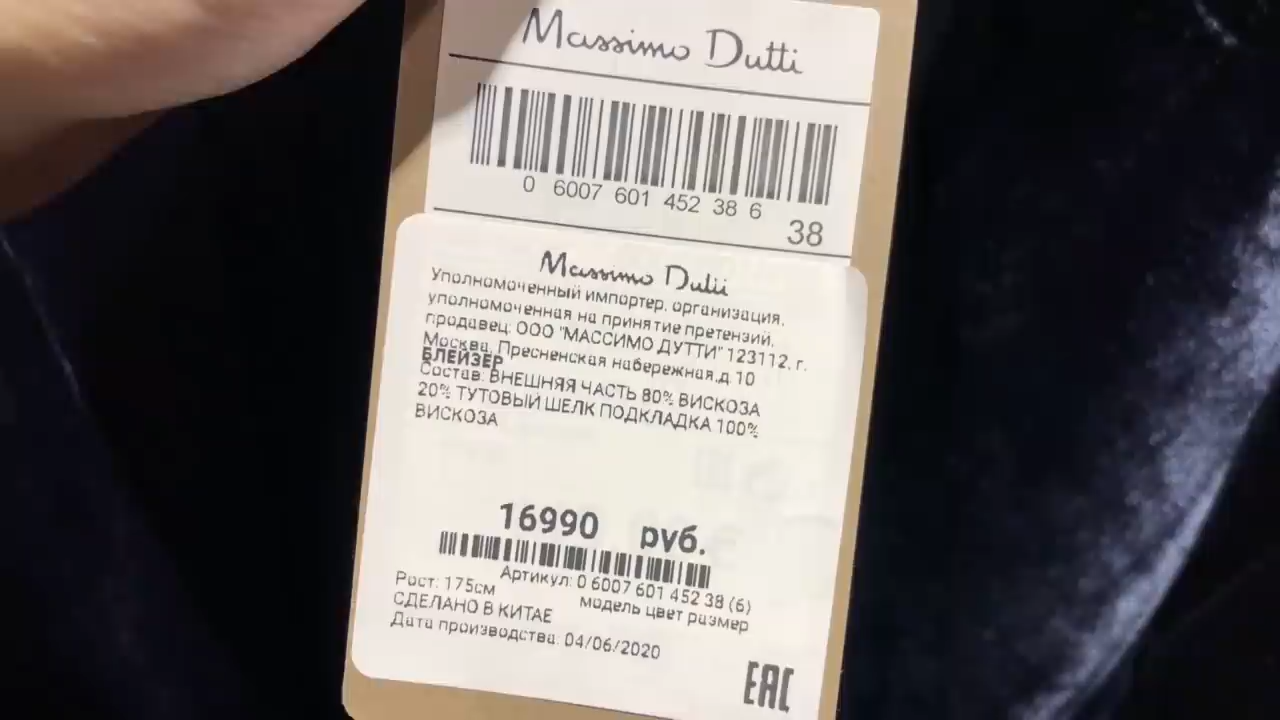 Massimo Dutti
0 6007 601 452 38 6
38
Massimo Dutti
Уполномоченный импортер, организация,
уполномоченная на принятие претензий,
продавец: ООО "МАССИМО ДУТТИ" 123112, г.
Москва, Пресненская набережная,д 10
БЛЕЙЗЕР
Состав: ВНЕШНЯЯ ЧАСТЬ 80% ВИСКОЗА
20% ТУТОВЫЙ ШЕЛК ПОДКЛАДКА 100%
ВИСКОЗА
16990 руб.
Артикул: 0 6007 601 452 38 (6)
модель цвет размер
Рост: 175см
СДЕЛАНО В КИТАЕ
Дата производства: 04/06/2020
EAC